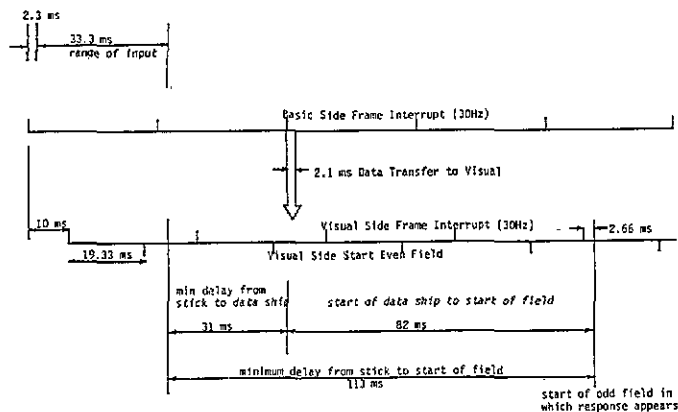 2.3 ms
33.3 ms
range of input
Basic Side Frame Interrupt (30Hz)
2.1 ms Data Transfer to Visual
10 ms
Visual Side Frame Interrupt (30Hz)
2.66 ms
19.33 ms
Visual Side Start Even Field
min delay from
stick to data ship
start of data ship to start of field
31 ms
82 ms
minimum delay from stick to start of field
113 ms
start of odd field in
which response appears